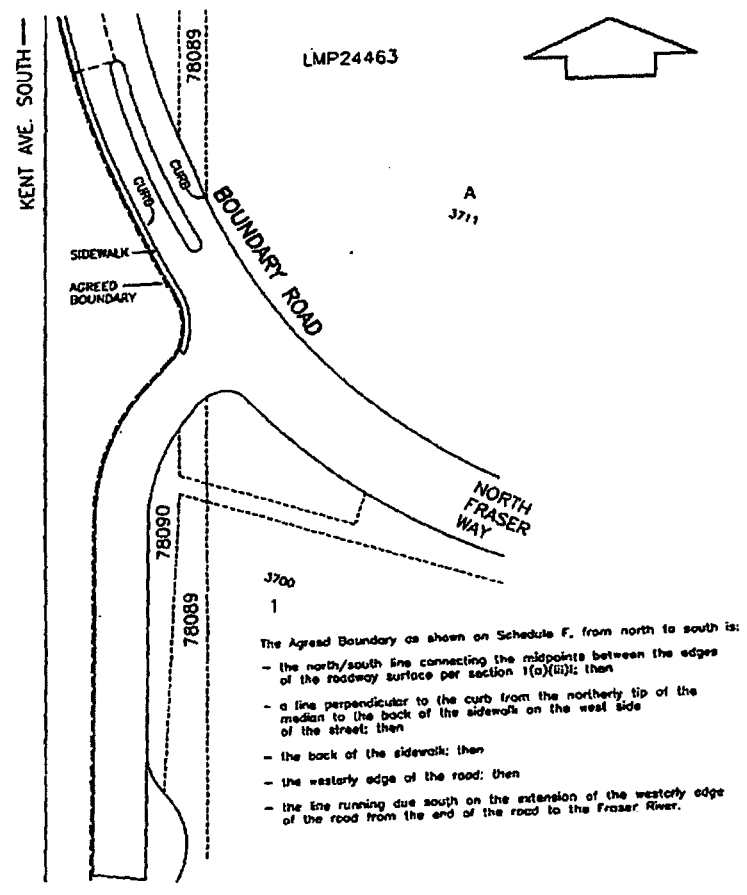 KENT AVE. SOUTH
78089
LMP24463
CURB
CURB
BOUNDARY ROAD
A
3711
SIDEWALK
AGREED
BOUNDARY
NORTH
FRASER
WAY
78090
78089
3700
1
The Agreed Boundary as shown on Schedule F, from north to south is:
- the north/south line connecting the midpoints between the edges
of the roadway surface per section 1(a)(iii)i; then
- a line perpendicular to the curb from the northerly tip of the
median to the back of the sidewalk on the west side
of the street; then
- the back of the sidewalk; then
- the westerly edge of the road; then
- the line running due south on the extension of the westerly edge
of the road from the end of the road to the Fraser River.